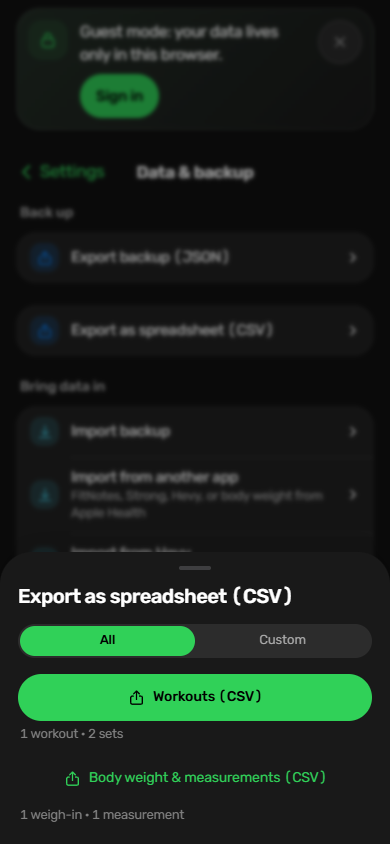 Guest mode: your data lives
only in this browser.
Sign in
Settings
Data & backup
Back up
Export backup (JSON)
Export as spreadsheet (CSV)
Bring data in
Import backup
Import from another app
FitNotes, Strong, Hevy, or body weight from
Apple Health
Export as spreadsheet (CSV)
All
Custom
Workouts (CSV)
1 workout • 2 sets
Body weight & measurements (CSV)
1 weigh-in • 1 measurement